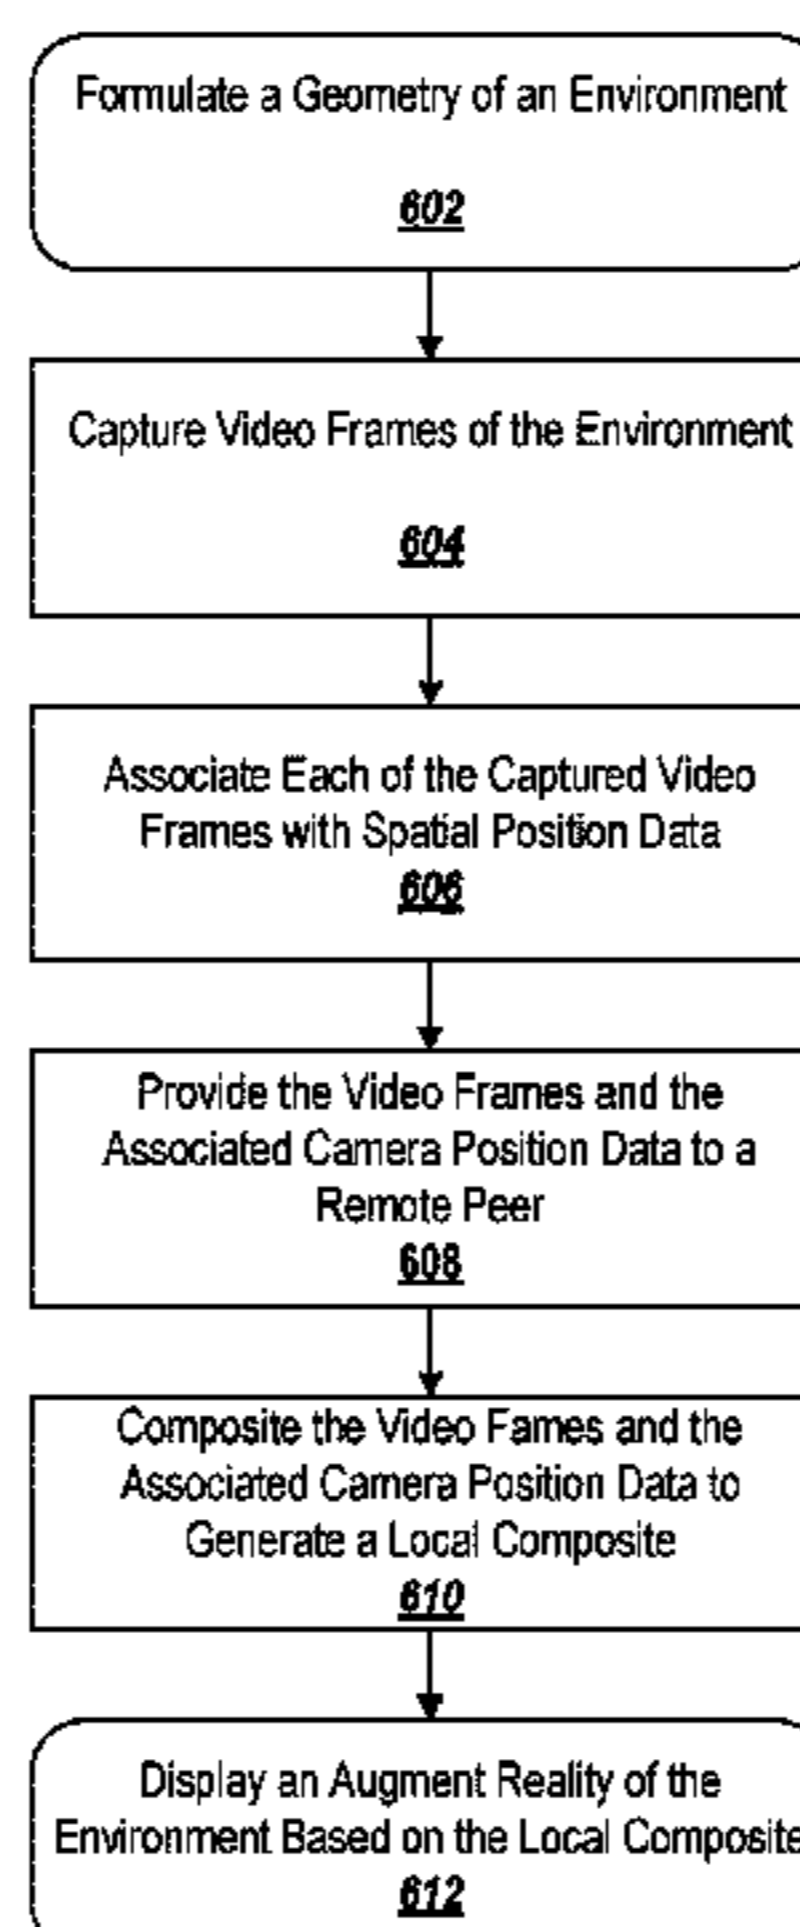 Formulate a Geometry of an Environment
602
Capture Video Frames of the Environment
604
Associate Each of the Captured Video
Frames with Spatial Position Data
606
Provide the Video Frames and the
Associated Camera Position Data to a
Remote Peer
608
Composite the Video Fames and the
Associated Camera Position Data to
Generate a Local Composite
610
Display an Augment Reality of the
Environment Based on the Local Composite
612